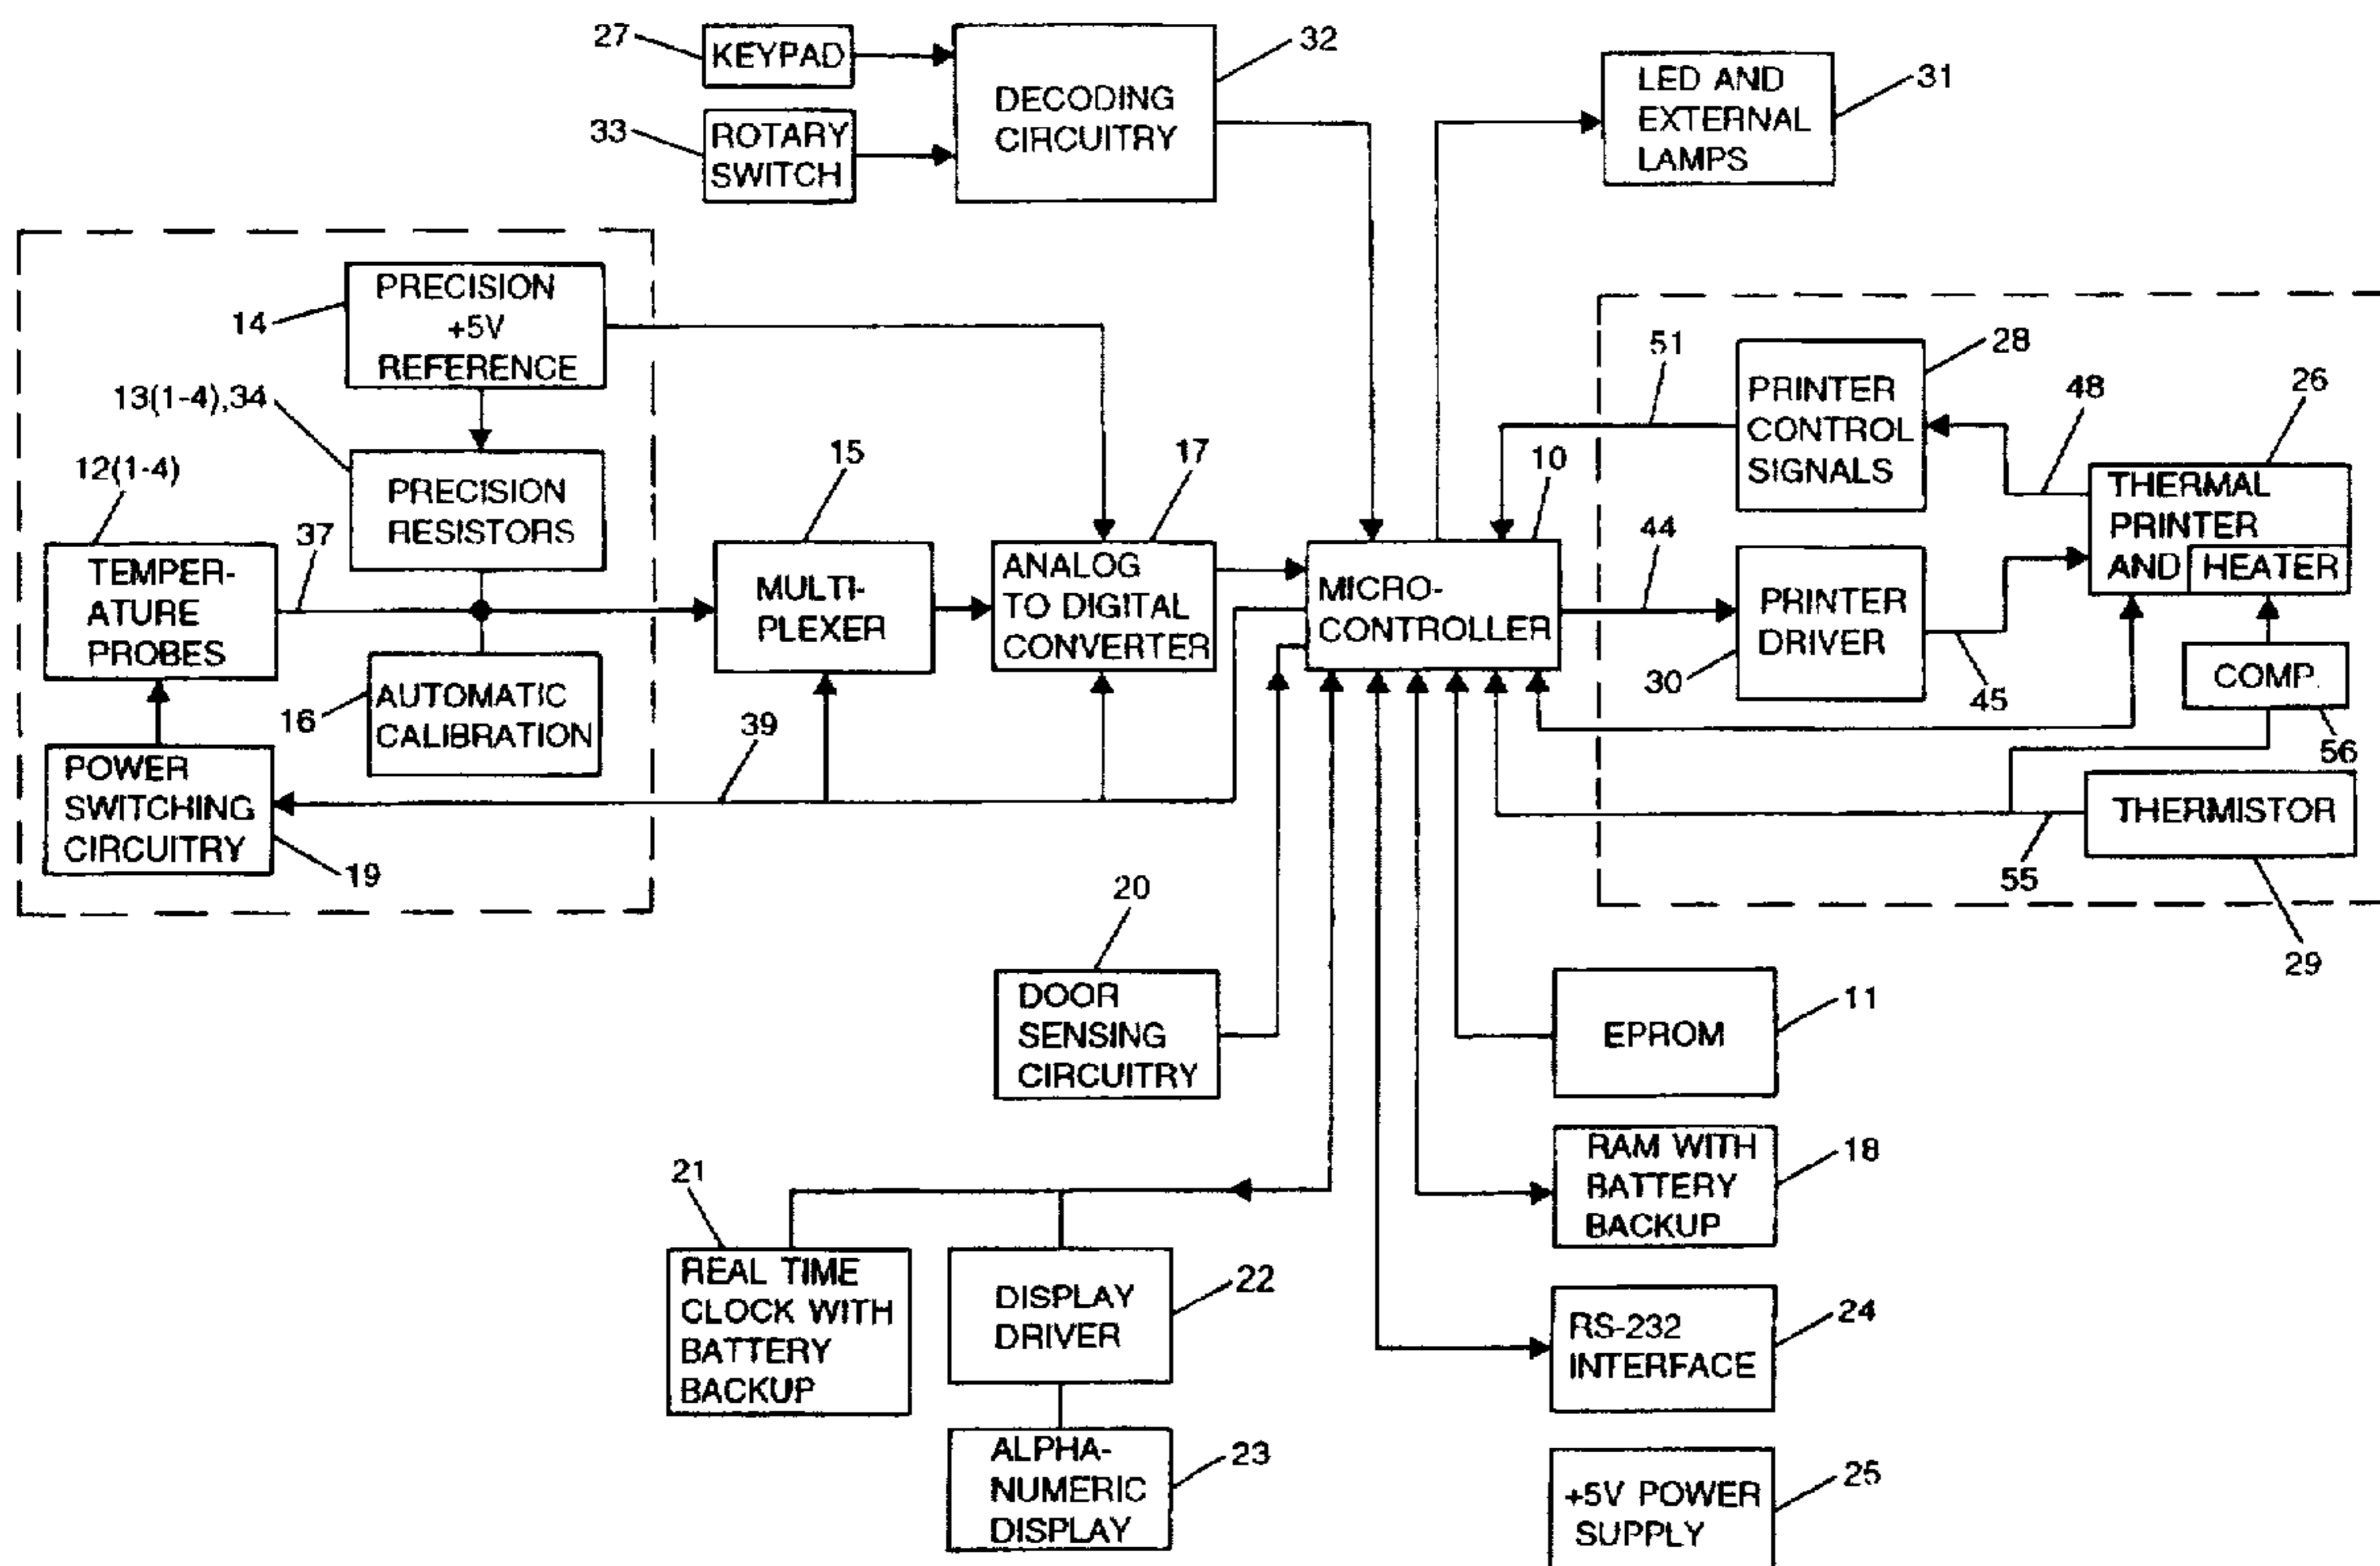 27
KEYPAD
33
ROTARY
SWITCH
DECODING
CIRCUITRY
32
LED AND
EXTERNAL
LAMPS
31
14
PRECISION
+5V
REFERENCE
13(1-4),34
PRECISION
RESISTORS
12(1-4)
TEMPER-
ATURE
PROBES
37
16
AUTOMATIC
CALIBRATION
POWER
SWITCHING
CIRCUITRY
19
15
MULTI-
PLEXER
39
17
ANALOG
TO DIGITAL
CONVERTER
10
MICRO-
CONTROLLER
51
44
PRINTER
CONTROL
SIGNALS
28
48
26
THERMAL
PRINTER
AND
HEATER
PRINTER
DRIVER
30
45
COMP.
56
THERMISTOR
55
29
20
DOOR
SENSING
CIRCUITRY
EPROM
11
RAM WITH
BATTERY
BACKUP
18
21
REAL TIME
CLOCK WITH
BATTERY
BACKUP
DISPLAY
DRIVER
22
RS-232
INTERFACE
24
ALPHA-
NUMERIC
DISPLAY
23
+5V POWER
SUPPLY
25